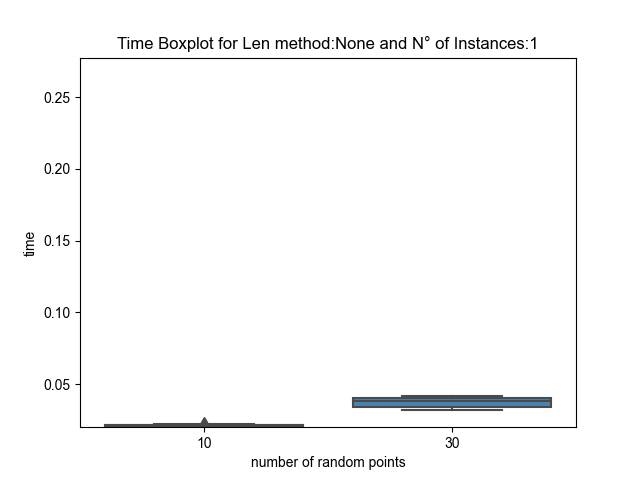 Time Boxplot for Len method:None and N° of Instances:1
0.25
0.20
0.15
0.10
0.05
time
10 30
number of random points